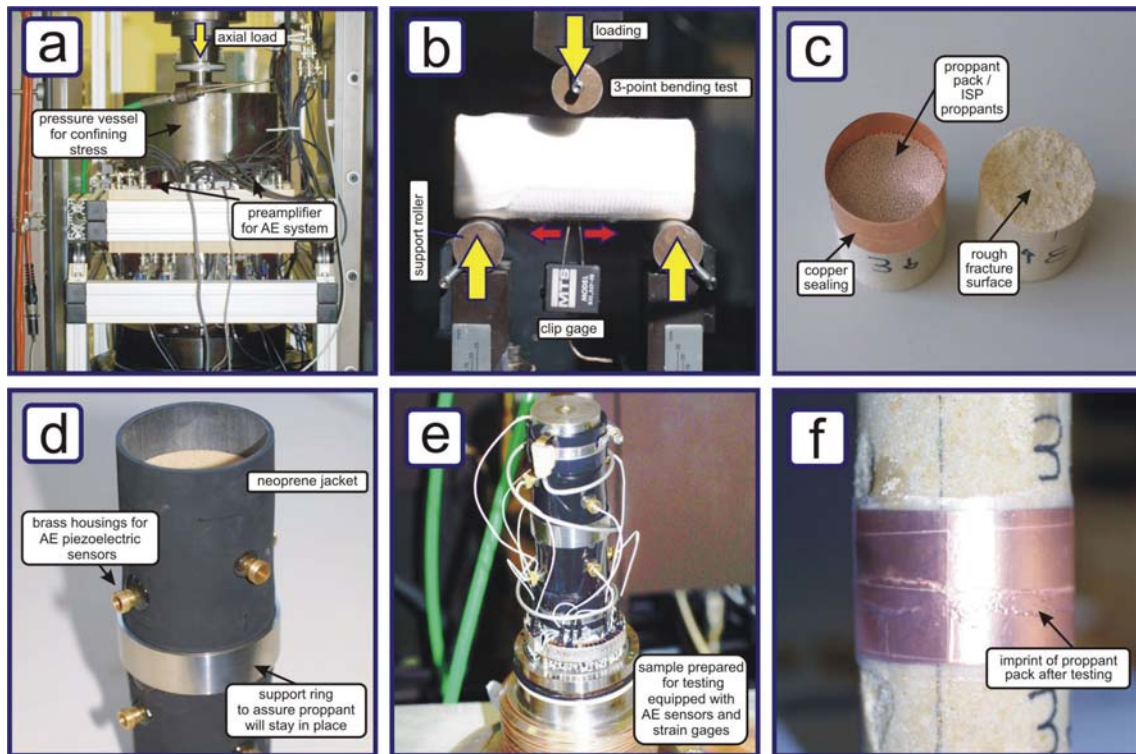 a
axial load
pressure vessel
for confining
stress
preamplifier
for AE system
b
loading
3-point bending test
support roller
MTS
MODEL
clip gage
c
proppant
pack /
ISP
proppants
copper
sealing
rough
fracture
surface
d
neoprene jacket
brass housings for
AE piezoelectric
sensors
support ring
to assure proppant
will stay in place
e
sample prepared
for testing
equipped with
AE sensors and
strain gages
f
imprint of proppant
pack after testing